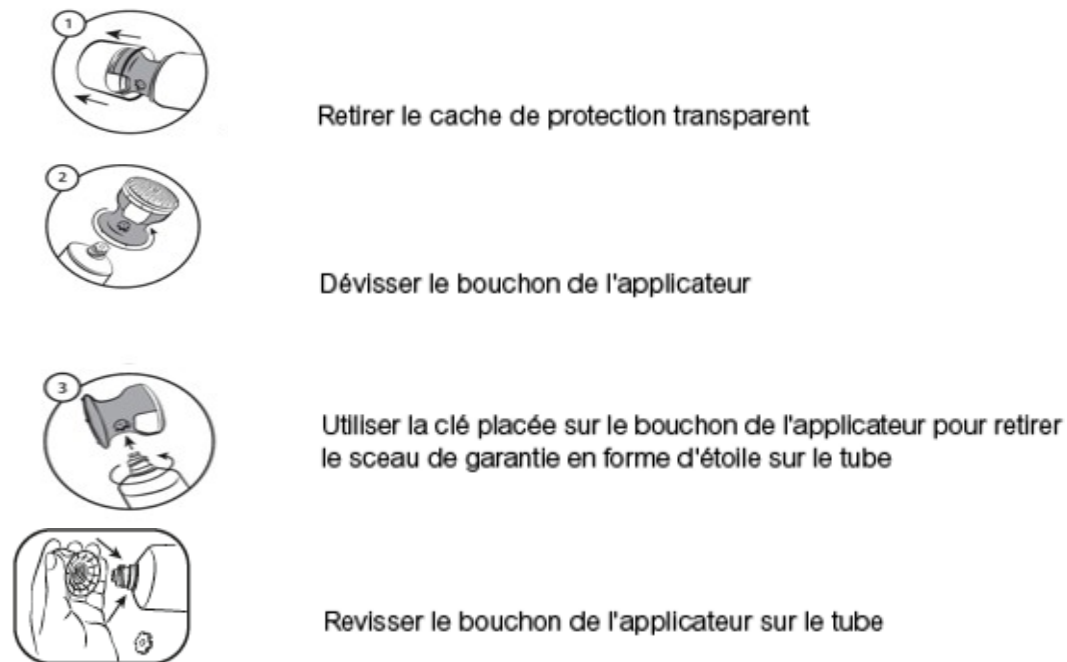 1
Retirer le cache de protection transparent
2
Dévisser le bouchon de l'applicateur
3
Utiliser la clé placée sur le bouchon de l'applicateur pour retirer
le sceau de garantie en forme d'étoile sur le tube
Revisser le bouchon de l'applicateur sur le tube